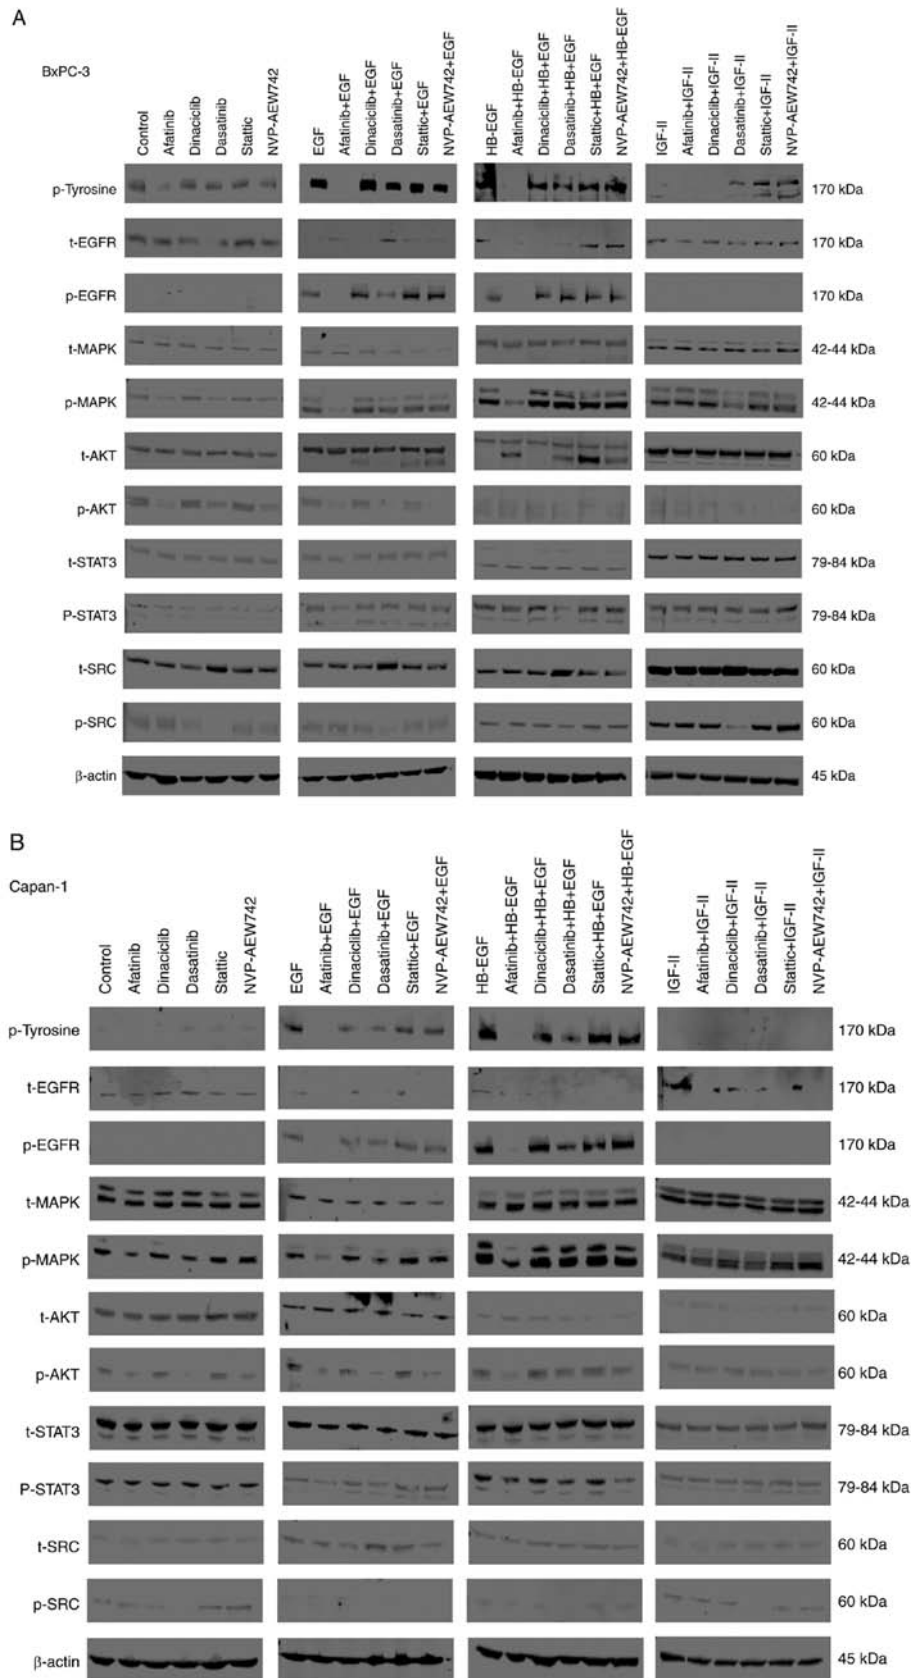 A
BxPC-3
Control
Afatinib
Dinaciclib
Dasatinib
Stattic
NVP-AEW742
EGF
Afatinib+EGF
Dinaciclib+EGF
Dasatinib+EGF
Stattic+EGF
NVP-AEW742+EGF
HB-EGF
Afatinib+HB-EGF
Dinaciclib+HB+EGF
Dasatinib+HB+EGF
Stattic+HB+EGF
NVP-AEW742+HB-EGF
IGF-II
Afatinib+IGF-II
Dinaciclib+IGF-II
Dasatinib+IGF-II
Stattic+IGF-II
NVP-AEW742+IGF-II
p-Tyrosine 170 kDa
t-EGFR 170 kDa
p-EGFR 170 kDa
t-MAPK 42-44 kDa
p-MAPK 42-44 kDa
t-AKT 60 kDa
p-AKT 60 kDa
t-STAT3 79-84 kDa
P-STAT3 79-84 kDa
t-SRC 60 kDa
p-SRC 60 kDa
β-actin 45 kDa
B
Capan-1
Control
Afatinib
Dinaciclib
Dasatinib
Stattic
NVP-AEW742
EGF
Afatinib+EGF
Dinaciclib+EGF
Dasatinib+EGF
Stattic+EGF
NVP-AEW742+EGF
HB-EGF
Afatinib+HB-EGF
Dinaciclib+HB+EGF
Dasatinib+HB+EGF
Stattic+HB+EGF
NVP-AEW742+HB-EGF
IGF-II
Afatinib+IGF-II
Dinaciclib+IGF-II
Dasatinib+IGF-II
Stattic+IGF-II
NVP-AEW742+IGF-II
p-Tyrosine 170 kDa
t-EGFR 170 kDa
p-EGFR 170 kDa
t-MAPK 42-44 kDa
p-MAPK 42-44 kDa
t-AKT 60 kDa
p-AKT 60 kDa
t-STAT3 79-84 kDa
P-STAT3 79-84 kDa
t-SRC 60 kDa
p-SRC 60 kDa
β-actin 45 kDa